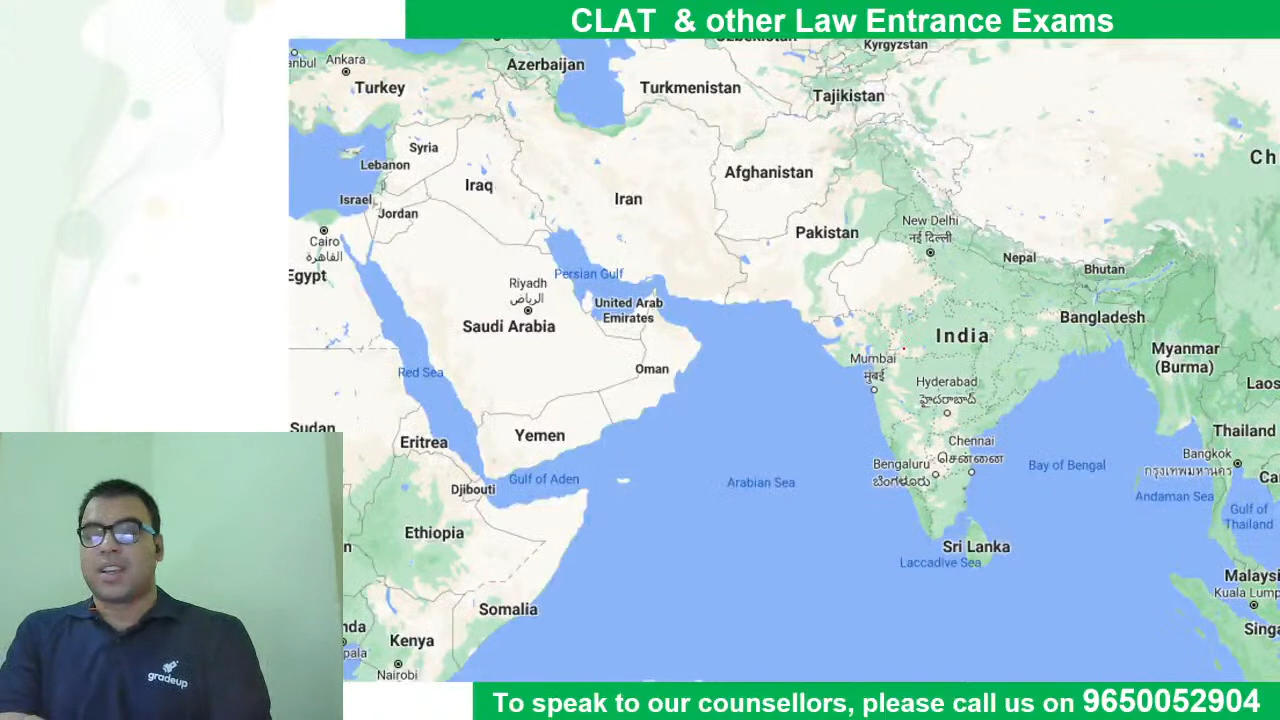 CLAT & other Law Entrance Exams
Kyrgyzstan
Ankara
Azerbaijan
Turkey
Turkmenistan
Tajikistan
Syria
Lebanon
Afghanistan
Iraq
Iran
Israel
Jordan
New Delhi
नई दिल्ली
Pakistan
Cairo
القاهرة
Egypt
Nepal
Bhutan
Persian Gulf
Riyadh
الرياض
United Arab
Emirates
Saudi Arabia
Bangladesh
India
Myanmar
(Burma)
Mumbai
मुंबई
Oman
Red Sea
Hyderabad
హైదరాబాద్
Laos
Sudan
Eritrea
Yemen
Thailand
Chennai
சென்னை
Bangkok
กรุงเทพมหานคร
Bengaluru
ಬೆಂಗಳೂರು
Bay of Bengal
Gulf of Aden
Arabian Sea
Djibouti
Andaman Sea
Gulf of
Thailand
Ethiopia
Sri Lanka
Laccadive Sea
Somalia
Kenya
Nairobi
gradeup
To speak to our counsellors, please call us on 9650052904